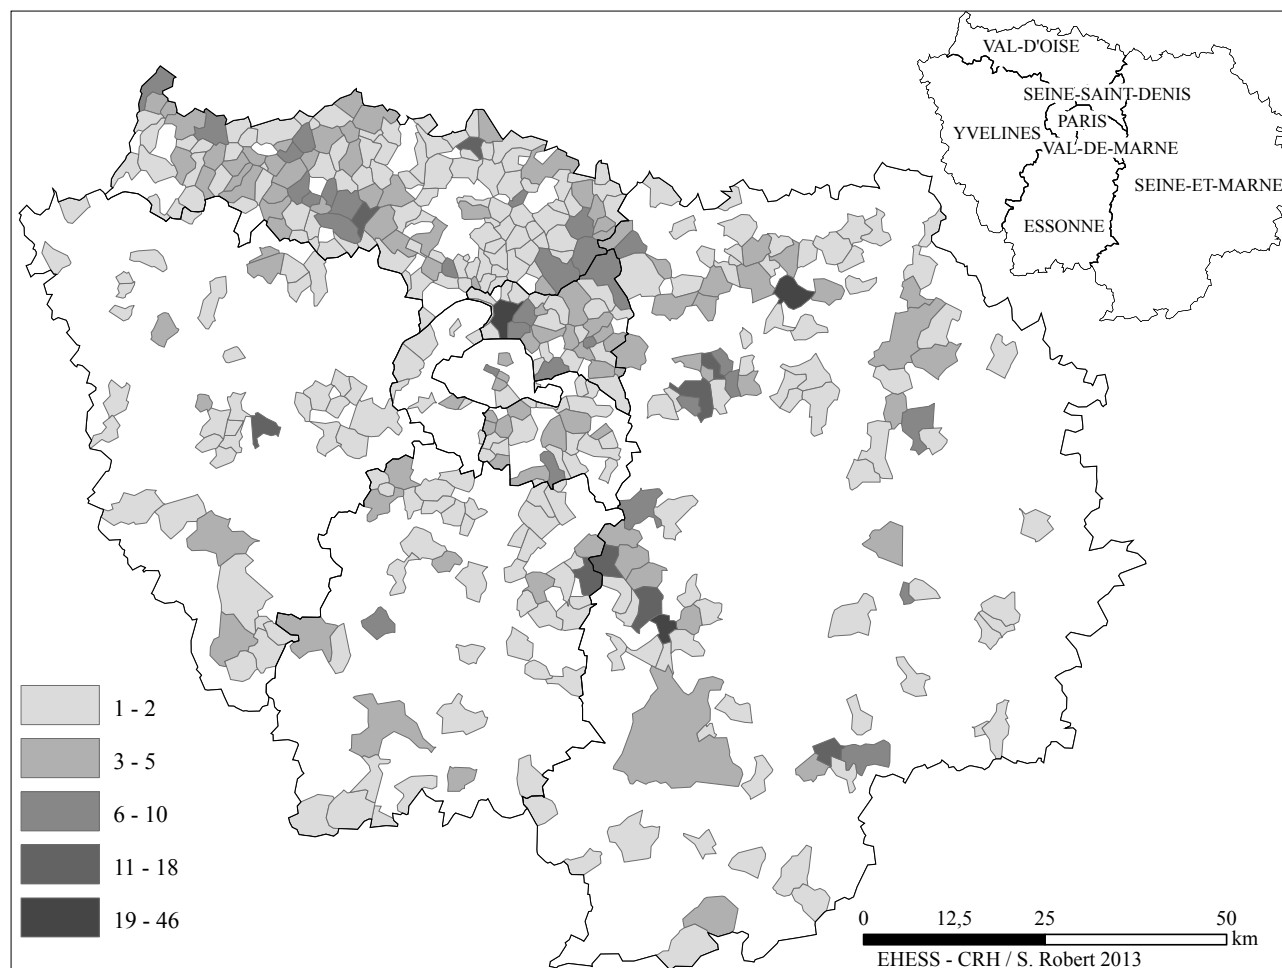 VAL-D'OISE
SEINE-SAINT-DENIS
PARIS
YVELINES
VAL-DE-MARNE
SEINE-ET-MARNE
ESSONNE
1 - 2
3 - 5
6 - 10
11 - 18
19 - 46
0 12,5 25 50
km
EHESS - CRH / S. Robert 2013